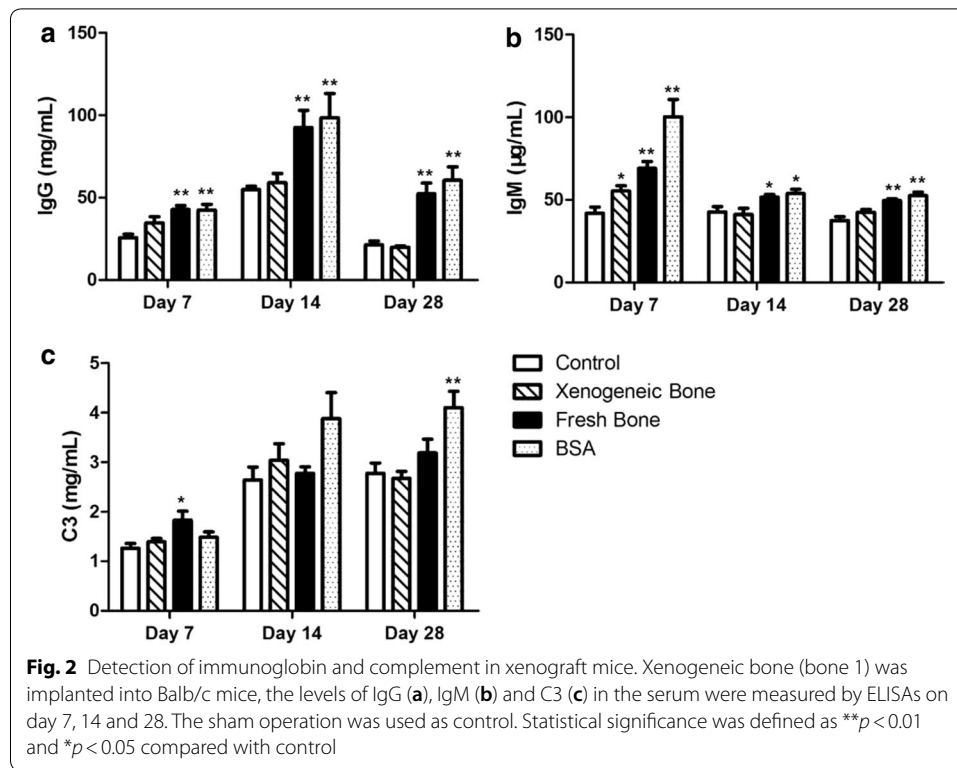 a
150
100
50
0
IgG (mg/mL)
** **
** **
** **
Day 7 Day 14 Day 28
b
150
100
50
0
IgM (µg/mL)
* ** **
* *
** **
Day 7 Day 14 Day 28
c
5
4
3
2
1
0
C3 (mg/mL)
*
**
Day 7 Day 14 Day 28
Control
Xenogeneic Bone
Fresh Bone
BSA
Fig. 2 Detection of immunoglobin and complement in xenograft mice. Xenogeneic bone (bone 1) was
implanted into Balb/c mice, the levels of IgG (a), IgM (b) and C3 (c) in the serum were measured by ELISAs on
day 7, 14 and 28. The sham operation was used as control. Statistical significance was defined as **p < 0.01
and *p < 0.05 compared with control